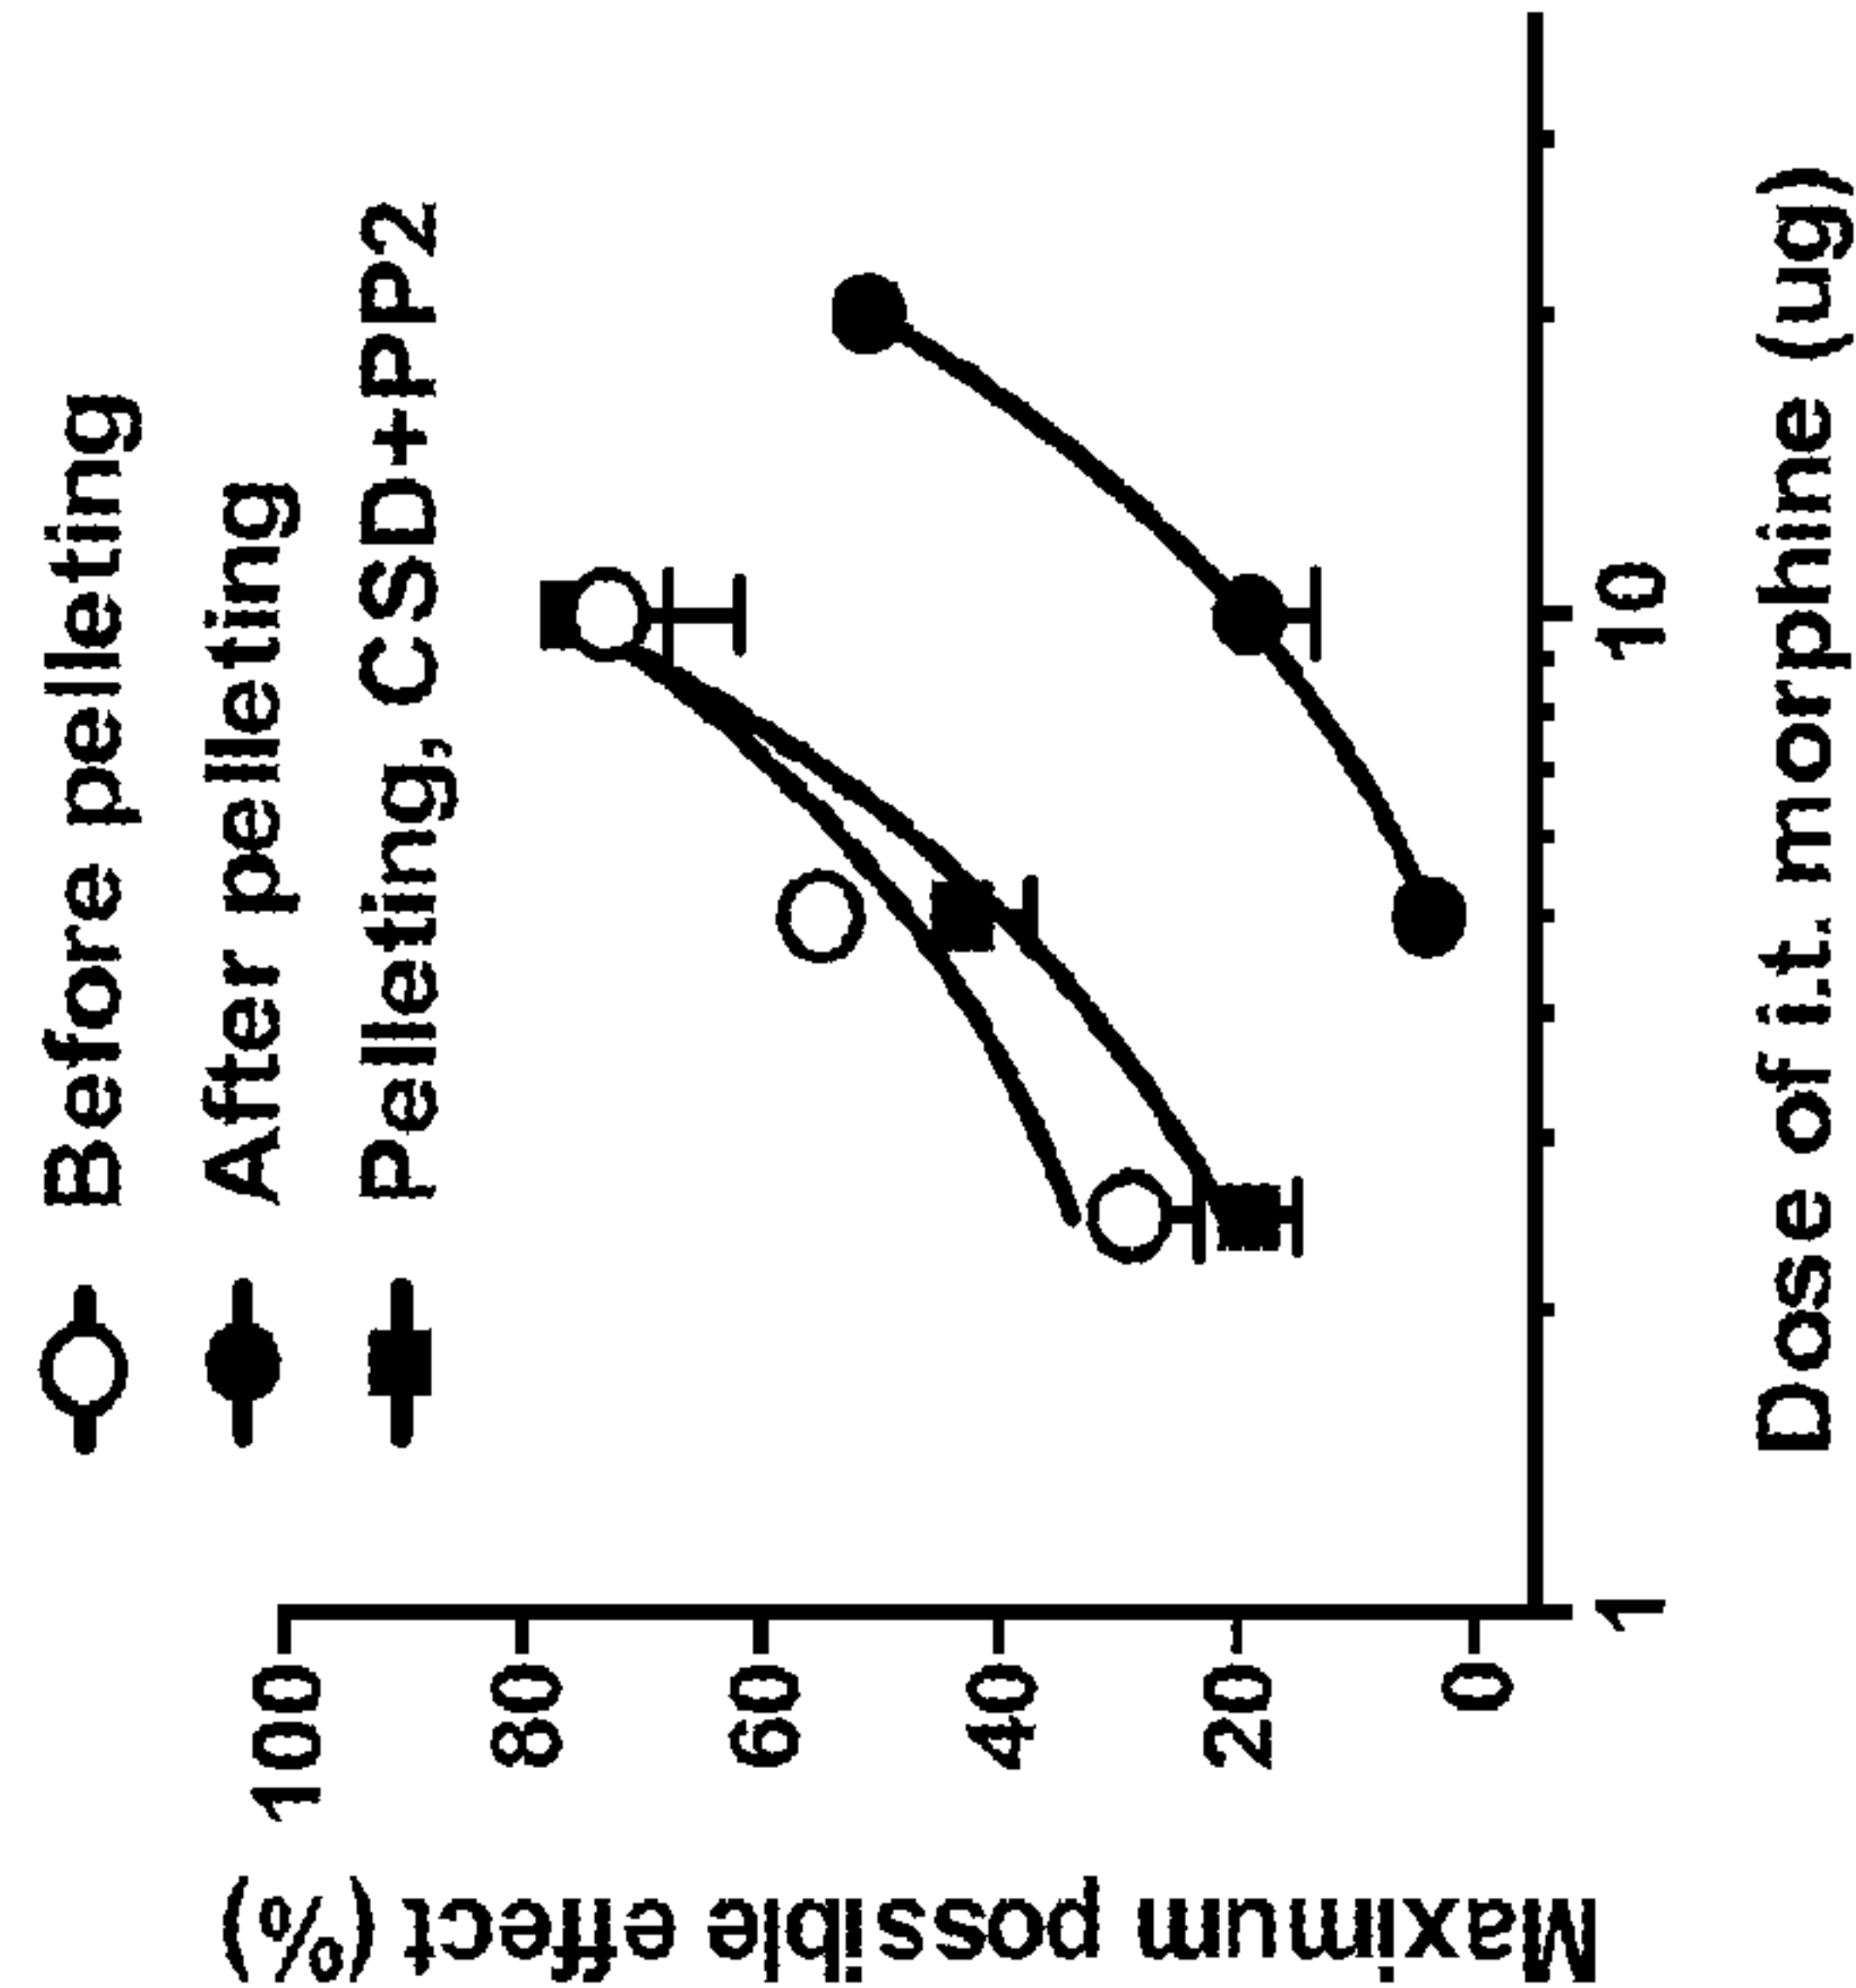 Before pelleting
After pelleting
Pelleting, CSD+PP2
Maximum possible effect (%)
100
80
60
40
20
0
1 10
Dose of i.t. morphine (ug)